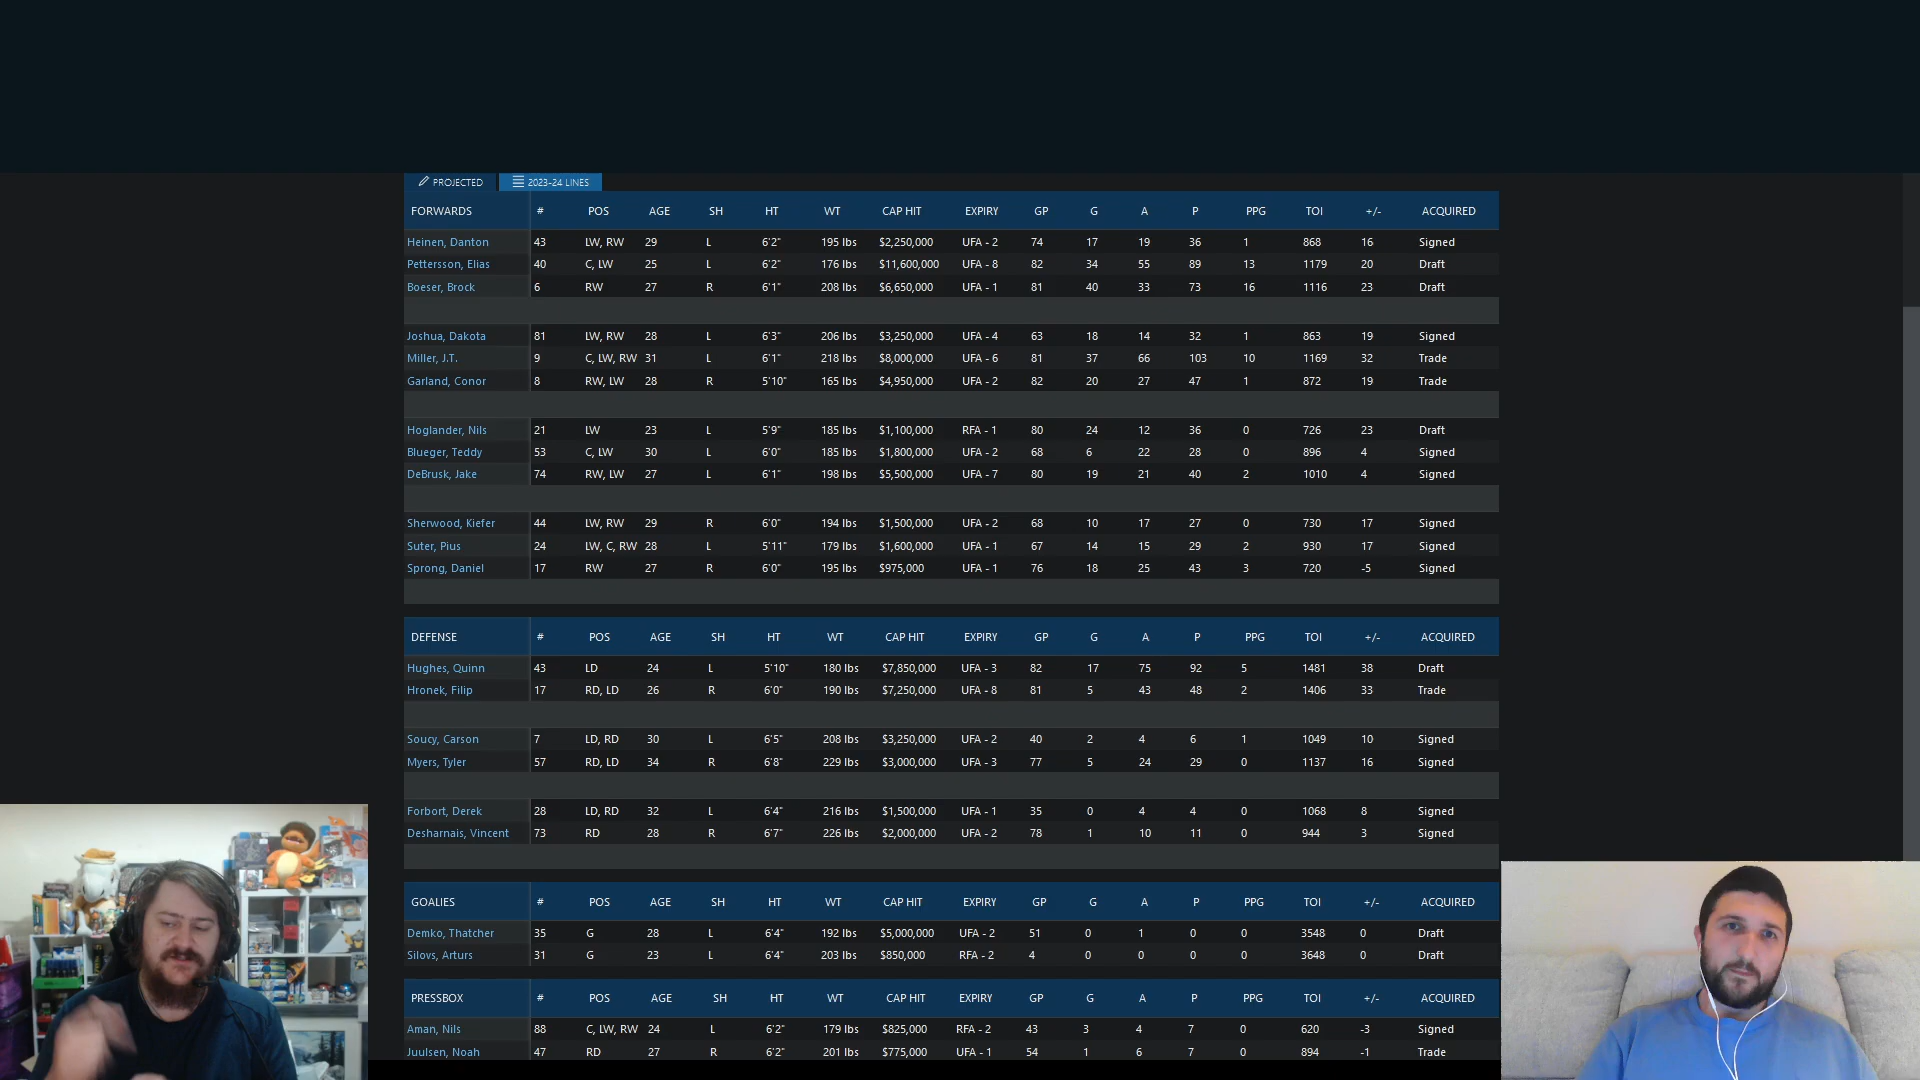 PROJECTED 2023-24 LINES
FORWARDS # POS AGE SH HT WT CAP HIT EXPIRY GP G A P PPG TOI +/- ACQUIRED
Heinen, Danton 43 LW, RW 29 L 6'2" 195 lbs $2,250,000 UFA - 2 74 17 19 36 1 868 16 Signed
Pettersson, Elias 40 C, LW 25 L 6'2" 176 lbs $11,600,000 UFA - 8 82 34 55 89 13 1179 20 Draft
Boeser, Brock 6 RW 27 R 6'1" 208 lbs $6,650,000 UFA - 1 81 40 33 73 16 1116 23 Draft
Joshua, Dakota 81 LW, RW 28 L 6'3" 206 lbs $3,250,000 UFA - 4 63 18 14 32 1 863 19 Signed
Miller, J.T. 9 C, LW, RW 31 L 6'1" 218 lbs $8,000,000 UFA - 6 81 37 66 103 10 1169 32 Trade
Garland, Conor 8 RW, LW 28 R 5'10" 165 lbs $4,950,000 UFA - 2 82 20 27 47 1 872 19 Trade
Hoglander, Nils 21 LW 23 L 5'9" 185 lbs $1,100,000 RFA - 1 80 24 12 36 0 726 23 Draft
Blueger, Teddy 53 C, LW 30 L 6'0" 185 lbs $1,800,000 UFA - 2 68 6 22 28 0 896 4 Signed
DeBrusk, Jake 74 RW, LW 27 L 6'1" 198 lbs $5,500,000 UFA - 7 80 19 21 40 2 1010 4 Signed
Sherwood, Kiefer 44 LW, RW 29 R 6'0" 194 lbs $1,500,000 UFA - 2 68 10 17 27 0 730 17 Signed
Suter, Pius 24 LW, C, RW 28 L 5'11" 179 lbs $1,600,000 UFA - 1 67 14 15 29 2 930 17 Signed
Sprong, Daniel 17 RW 27 R 6'0" 195 lbs $975,000 UFA - 1 76 18 25 43 3 720 -5 Signed
DEFENSE # POS AGE SH HT WT CAP HIT EXPIRY GP G A P PPG TOI +/- ACQUIRED
Hughes, Quinn 43 LD 24 L 5'10" 180 lbs $7,850,000 UFA - 3 82 17 75 92 5 1481 38 Draft
Hronek, Filip 17 RD, LD 26 R 6'0" 190 lbs $7,250,000 UFA - 8 81 5 43 48 2 1406 33 Trade
Soucy, Carson 7 LD, RD 30 L 6'5" 208 lbs $3,250,000 UFA - 2 40 2 4 6 1 1049 10 Signed
Myers, Tyler 57 RD, LD 34 R 6'8" 229 lbs $3,000,000 UFA - 3 77 5 24 29 0 1137 16 Signed
Forbort, Derek 28 LD, RD 32 L 6'4" 216 lbs $1,500,000 UFA - 1 35 0 4 4 0 1068 8 Signed
Desharnais, Vincent 73 RD 28 R 6'7" 226 lbs $2,000,000 UFA - 2 78 1 10 11 0 944 3 Signed
GOALIES # POS AGE SH HT WT CAP HIT EXPIRY GP G A P PPG TOI +/- ACQUIRED
Demko, Thatcher 35 G 28 L 6'4" 192 lbs $5,000,000 UFA - 2 51 0 1 0 0 3548 0 Draft
Silovs, Arturs 31 G 23 L 6'4" 203 lbs $850,000 RFA - 2 4 0 0 0 0 3648 0 Draft
PRESSBOX # POS AGE SH HT WT CAP HIT EXPIRY GP G A P PPG TOI +/- ACQUIRED
Aman, Nils 88 C, LW, RW 24 L 6'2" 179 lbs $825,000 RFA - 2 43 3 4 7 0 620 -3 Signed
Juulsen, Noah 47 RD 27 R 6'2" 201 lbs $775,000 UFA - 1 54 1 6 7 0 894 -1 Trade